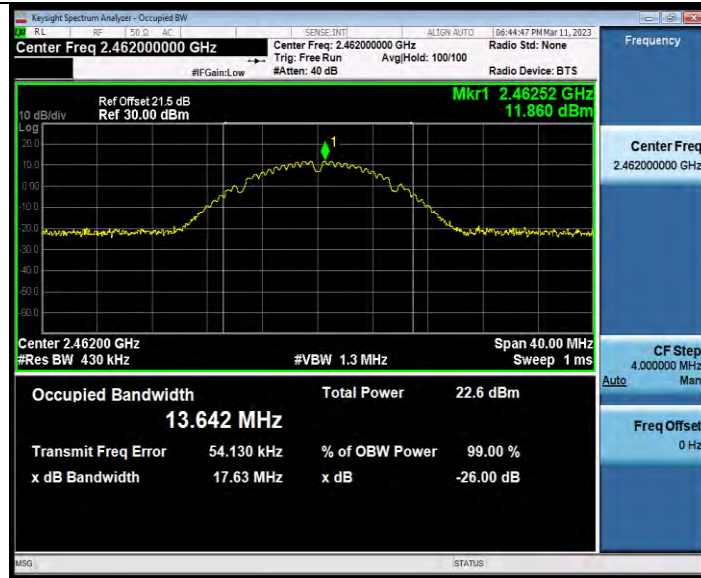 Keysight Spectrum Analyzer - Occupied BW
RL RF 50 Ω AC SENSE:INT ALIGN AUTO 06:44:47 PM Mar 11, 2023
Center Freq 2.462000000 GHz
Center Freq: 2.462000000 GHz Radio Std: None
Trig: Free Run Avg|Hold: 100/100
#IFGain:Low #Atten: 40 dB Radio Device: BTS
Frequency
Ref Offset 21.5 dB
Mkr1 2.46252 GHz
10 dB/div Ref 30.00 dBm 11.860 dBm
Log
20.0
10.0
0.00
-10.0
-20.0
-30.0
-40.0
-50.0
-60.0
1
Center 2.46200 GHz Span 40.00 MHz
#Res BW 430 kHz #VBW 1.3 MHz Sweep 1 ms
Occupied Bandwidth Total Power 22.6 dBm
13.642 MHz
Transmit Freq Error 54.130 kHz % of OBW Power 99.00 %
x dB Bandwidth 17.63 MHz x dB -26.00 dB
Center Freq
2.462000000 GHz
CF Step
4.000000 MHz
Auto Man
Freq Offset
0 Hz
MSG STATUS